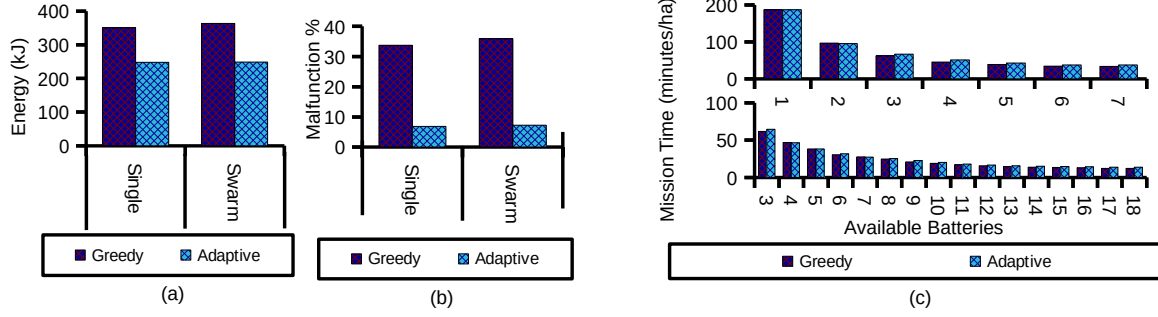 Energy (kJ)
400
300
200
100
0
Single
Swarm
Greedy
Adaptive
(a)
Malfunction %
40
30
20
10
0
Single
Swarm
Greedy
Adaptive
(b)
Mission Time (minutes/ha)
200
100
0
1 2 3 4 5 6 7
100
50
0
3 4 5 6 7 8 9 10 11 12 13 14 15 16 17 18
Available Batteries
Greedy
Adaptive
(c)